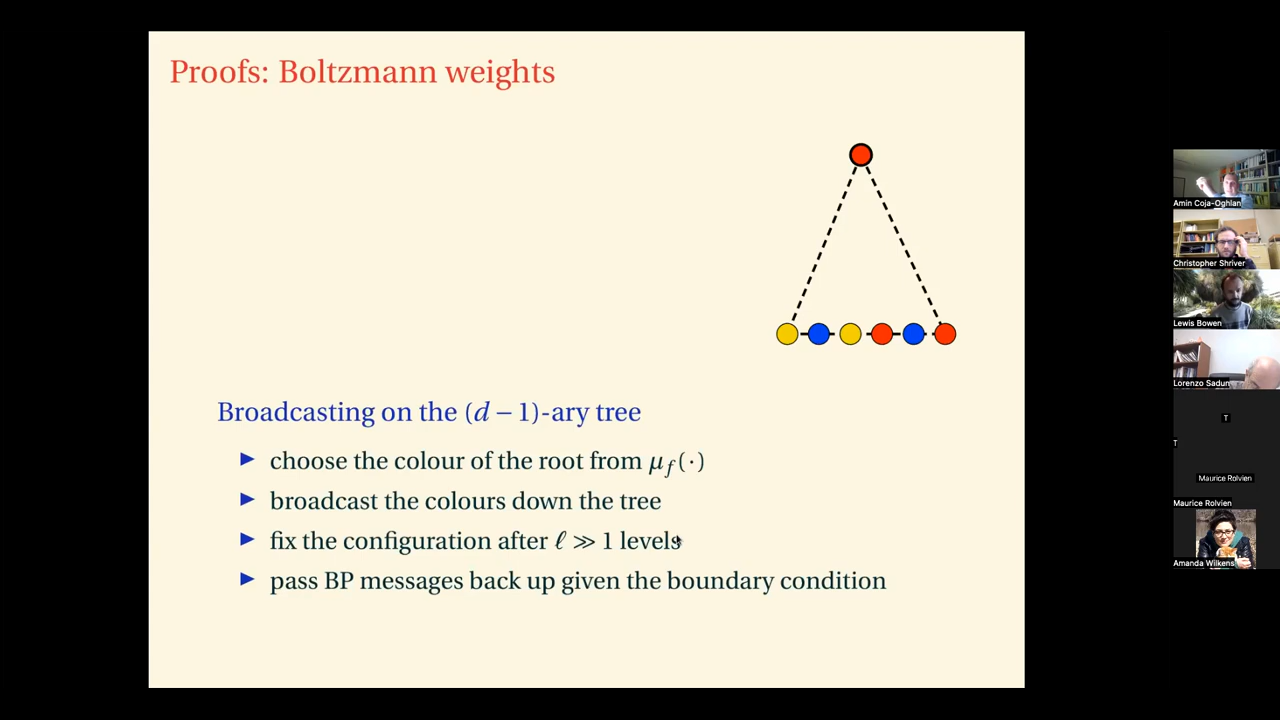 Proofs: Boltzmann weights
Broadcasting on the (d − 1)-ary tree
choose the colour of the root from μ_f(·)
broadcast the colours down the tree
fix the configuration after ℓ ≫ 1 levels
pass BP messages back up given the boundary condition
Amin Coja-Oghlan
Christopher Shriver
Lewis Bowen
Lorenzo Sadun
T
T
Maurice Rolvien
Maurice Rolvien
Amanda Wilkens